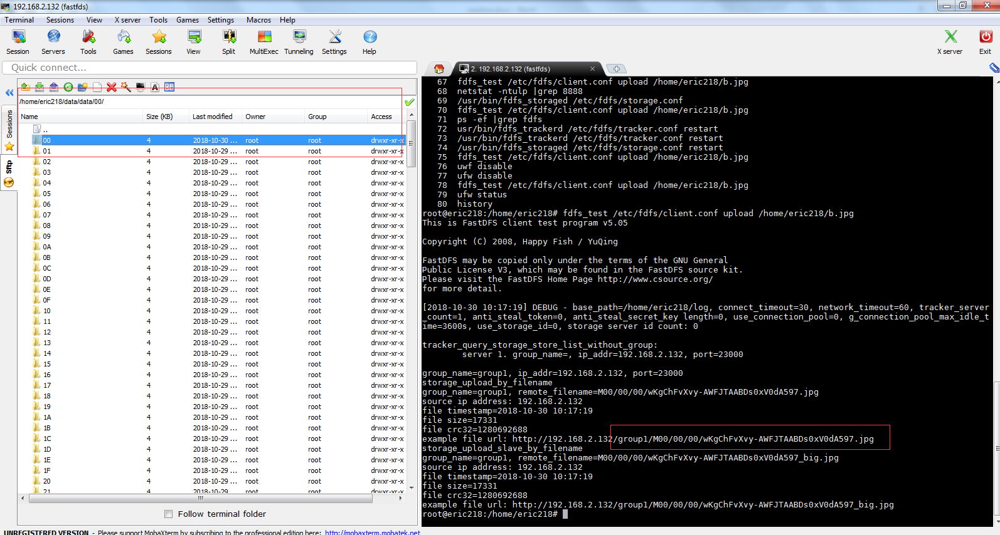 192.168.2.132 (fastfds)
Terminal Sessions View X server Tools Games Settings Macros Help
Session Servers Tools Games Sessions View Split MultiExec Tunneling Settings Help X server Exit
Quick connect...
2. 192.168.2.132 (fastfds)
Sessions
Sftp
/home/eric218/data/data/00/
Name Size (KB) Last modified Owner Group Access
..
00 4 2018-10-30 ... root root drwxr-xr-x
01 4 2018-10-29 ... root root drwxr-xr-x
02 4 2018-10-29 ... root root drwxr-xr-x
03 4 2018-10-29 ... root root drwxr-xr-x
04 4 2018-10-29 ... root root drwxr-xr-x
05 4 2018-10-29 ... root root drwxr-xr-x
06 4 2018-10-29 ... root root drwxr-xr-x
07 4 2018-10-29 ... root root drwxr-xr-x
08 4 2018-10-29 ... root root drwxr-xr-x
09 4 2018-10-29 ... root root drwxr-xr-x
0A 4 2018-10-29 ... root root drwxr-xr-x
0B 4 2018-10-29 ... root root drwxr-xr-x
0C 4 2018-10-29 ... root root drwxr-xr-x
0D 4 2018-10-29 ... root root drwxr-xr-x
0E 4 2018-10-29 ... root root drwxr-xr-x
0F 4 2018-10-29 ... root root drwxr-xr-x
10 4 2018-10-29 ... root root drwxr-xr-x
11 4 2018-10-29 ... root root drwxr-xr-x
12 4 2018-10-29 ... root root drwxr-xr-x
13 4 2018-10-29 ... root root drwxr-xr-x
14 4 2018-10-29 ... root root drwxr-xr-x
15 4 2018-10-29 ... root root drwxr-xr-x
16 4 2018-10-29 ... root root drwxr-xr-x
17 4 2018-10-29 ... root root drwxr-xr-x
18 4 2018-10-29 ... root root drwxr-xr-x
19 4 2018-10-29 ... root root drwxr-xr-x
1A 4 2018-10-29 ... root root drwxr-xr-x
1B 4 2018-10-29 ... root root drwxr-xr-x
1C 4 2018-10-29 ... root root drwxr-xr-x
1D 4 2018-10-29 ... root root drwxr-xr-x
1E 4 2018-10-29 ... root root drwxr-xr-x
1F 4 2018-10-29 ... root root drwxr-xr-x
20 4 2018-10-29 ... root root drwxr-xr-x
21 4 2018-10-29 ... root root drwxr-xr-x
Follow terminal folder
UNREGISTERED VERSION - Please support MobaXterm by subscribing to the professional edition here: http://mobaxterm.mobatek.net
67 fdfs_test /etc/fdfs/client.conf upload /home/eric218/b.jpg
68 netstat -ntulp |grep 8888
69 /usr/bin/fdfs_storaged /etc/fdfs/storage.conf
70 fdfs_test /etc/fdfs/client.conf upload /home/eric218/b.jpg
71 ps -ef |grep fdfs
72 usr/bin/fdfs_trackerd /etc/fdfs/tracker.conf restart
73 /usr/bin/fdfs_trackerd /etc/fdfs/tracker.conf restart
74 /usr/bin/fdfs_storaged /etc/fdfs/storage.conf restart
75 fdfs_test /etc/fdfs/client.conf upload /home/eric218/b.jpg
76 uwf disable
77 ufw disable
78 fdfs_test /etc/fdfs/client.conf upload /home/eric218/b.jpg
79 ufw status
80 history
root@eric218:/home/eric218# fdfs_test /etc/fdfs/client.conf upload /home/eric218/b.jpg
This is FastDFS client test program v5.05
Copyright (C) 2008, Happy Fish / YuQing
FastDFS may be copied only under the terms of the GNU General
Public License V3, which may be found in the FastDFS source kit.
Please visit the FastDFS Home Page http://www.csource.org/
for more detail.
[2018-10-30 10:17:19] DEBUG - base_path=/home/eric218/log, connect_timeout=30, network_timeout=60, tracker_server
_count=1, anti_steal_token=0, anti_steal_secret_key length=0, use_connection_pool=0, g_connection_pool_max_idle_t
ime=3600s, use_storage_id=0, storage server id count: 0
tracker_query_storage_store_list_without_group:
server 1. group_name=, ip_addr=192.168.2.132, port=23000
group_name=group1, ip_addr=192.168.2.132, port=23000
storage_upload_by_filename
group_name=group1, remote_filename=M00/00/00/wKgChFvXvy-AWFJTAABDs0xV0dA597.jpg
source ip address: 192.168.2.132
file timestamp=2018-10-30 10:17:19
file size=17331
file crc32=1280692688
example file url: http://192.168.2.132/group1/M00/00/00/wKgChFvXvy-AWFJTAABDs0xV0dA597.jpg
storage_upload_slave_by_filename
group_name=group1, remote_filename=M00/00/00/wKgChFvXvy-AWFJTAABDs0xV0dA597_big.jpg
source ip address: 192.168.2.132
file timestamp=2018-10-30 10:17:19
file size=17331
file crc32=1280692688
example file url: http://192.168.2.132/group1/M00/00/00/wKgChFvXvy-AWFJTAABDs0xV0dA597_big.jpg
root@eric218:/home/eric218#